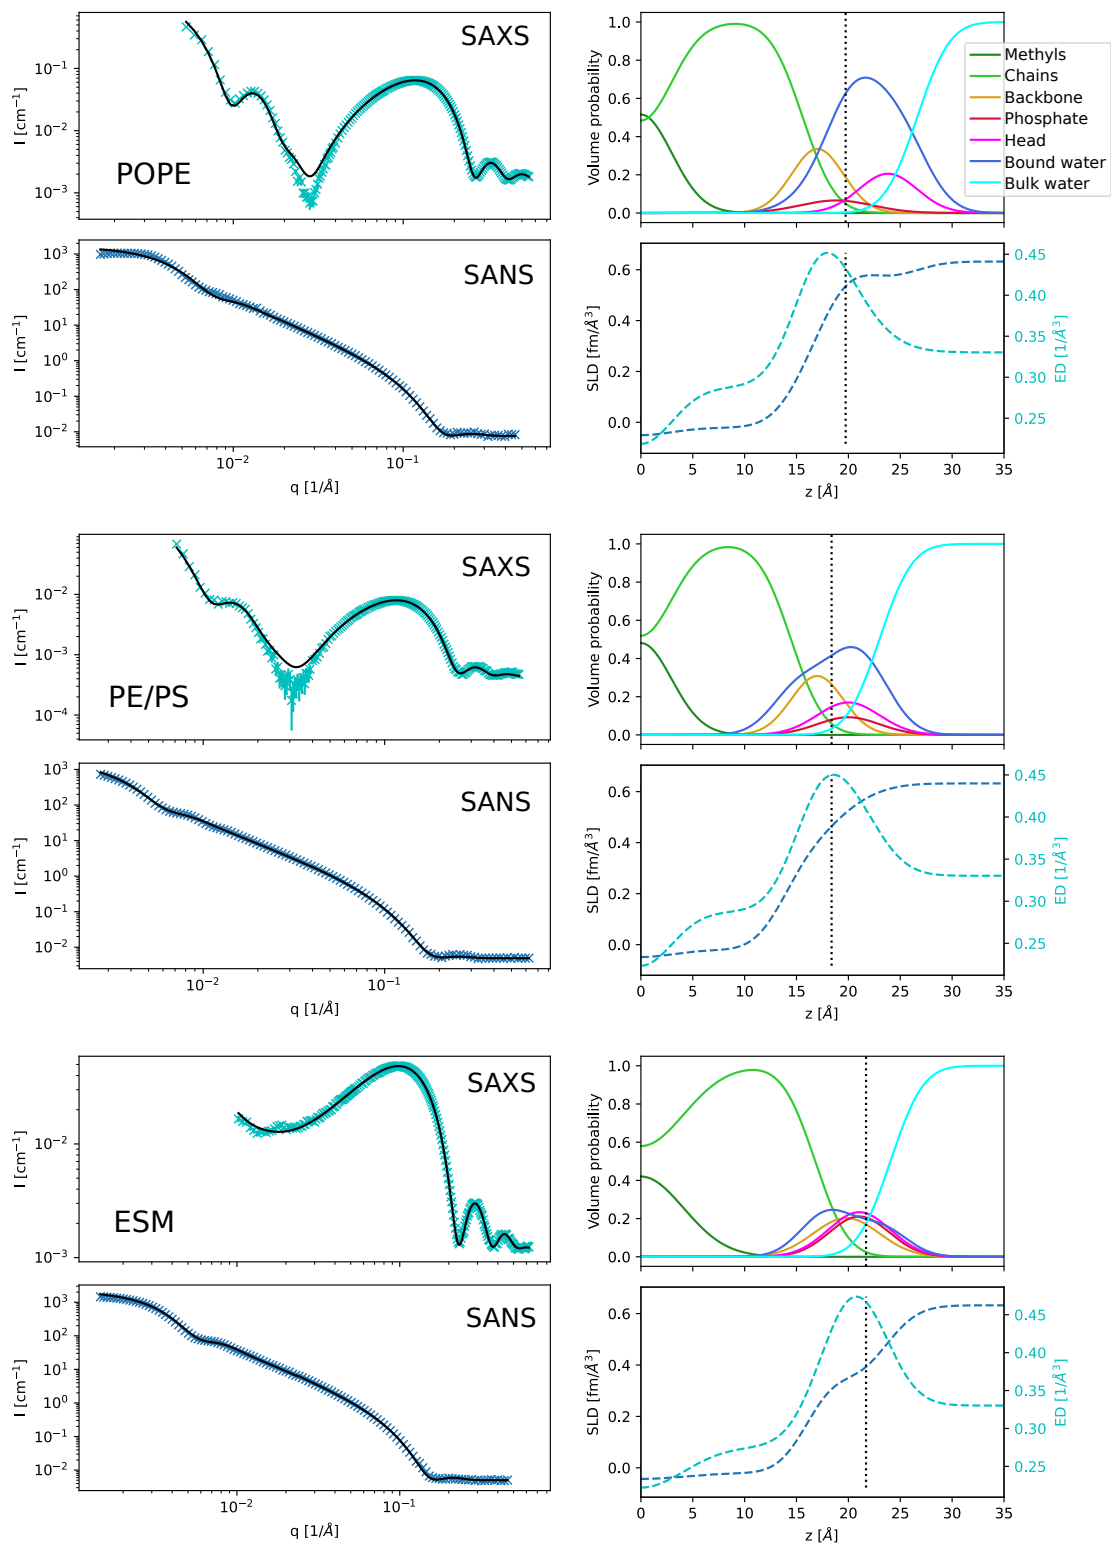 SAXS
POPE
I [cm⁻¹]
10⁻¹
10⁻²
10⁻³
SANS
I [cm⁻¹]
10³
10²
10¹
10⁰
10⁻¹
10⁻²
10⁻² 10⁻¹
q [1/Å]
Volume probability
1.0
0.8
0.6
0.4
0.2
0.0
Methyls
Chains
Backbone
Phosphate
Head
Bound water
Bulk water
SLD [fm/Å³]
0.6
0.4
0.2
0.0
ED [1/Å³]
0.45
0.40
0.35
0.30
0.25
0 5 10 15 20 25 30 35
z [Å]
SAXS
PE/PS
I [cm⁻¹]
10⁻²
10⁻³
10⁻⁴
SANS
I [cm⁻¹]
10³
10²
10¹
10⁰
10⁻¹
10⁻²
10⁻² 10⁻¹
q [1/Å]
Volume probability
1.0
0.8
0.6
0.4
0.2
0.0
SLD [fm/Å³]
0.6
0.4
0.2
0.0
ED [1/Å³]
0.45
0.40
0.35
0.30
0.25
0 5 10 15 20 25 30 35
z [Å]
SAXS
ESM
I [cm⁻¹]
10⁻²
10⁻³
SANS
I [cm⁻¹]
10³
10²
10¹
10⁰
10⁻¹
10⁻²
10⁻² 10⁻¹
q [1/Å]
Volume probability
1.0
0.8
0.6
0.4
0.2
0.0
SLD [fm/Å³]
0.6
0.4
0.2
0.0
ED [1/Å³]
0.45
0.40
0.35
0.30
0.25
0 5 10 15 20 25 30 35
z [Å]